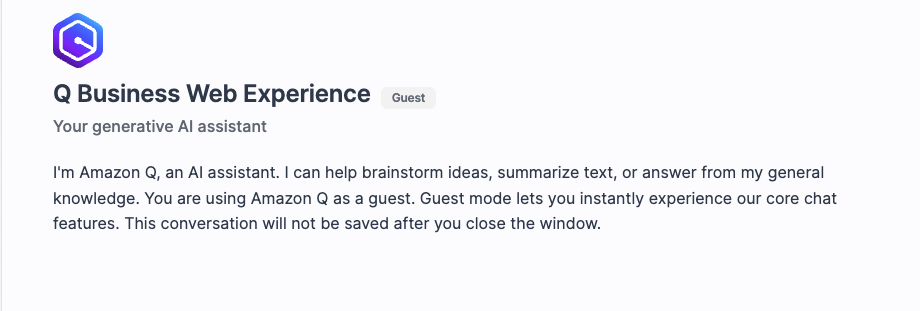 Q Business Web Experience Guest
Your generative AI assistant
I'm Amazon Q, an AI assistant. I can help brainstorm ideas, summarize text, or answer from my general
knowledge. You are using Amazon Q as a guest. Guest mode lets you instantly experience our core chat
features. This conversation will not be saved after you close the window.